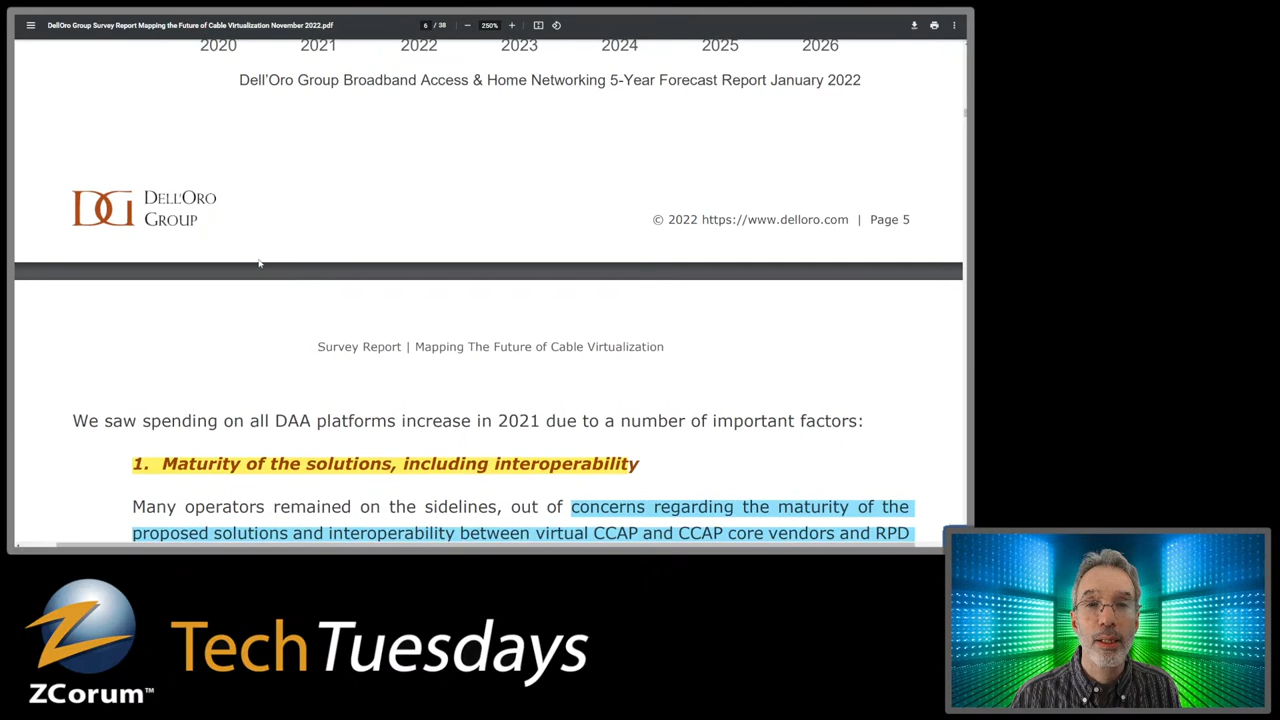 DellOro Group Survey Report Mapping the Future of Cable Virtualization November 2022.pdf 6 / 38 250%
2020 2021 2022 2023 2024 2025 2026
Dell'Oro Group Broadband Access & Home Networking 5-Year Forecast Report January 2022
DG DELL'ORO GROUP
© 2022 https://www.delloro.com | Page 5
Survey Report | Mapping The Future of Cable Virtualization
We saw spending on all DAA platforms increase in 2021 due to a number of important factors:
1. Maturity of the solutions, including interoperability
Many operators remained on the sidelines, out of concerns regarding the maturity of the
proposed solutions and interoperability between virtual CCAP and CCAP core vendors and RPD
Z
ZCorum™
TechTuesdays